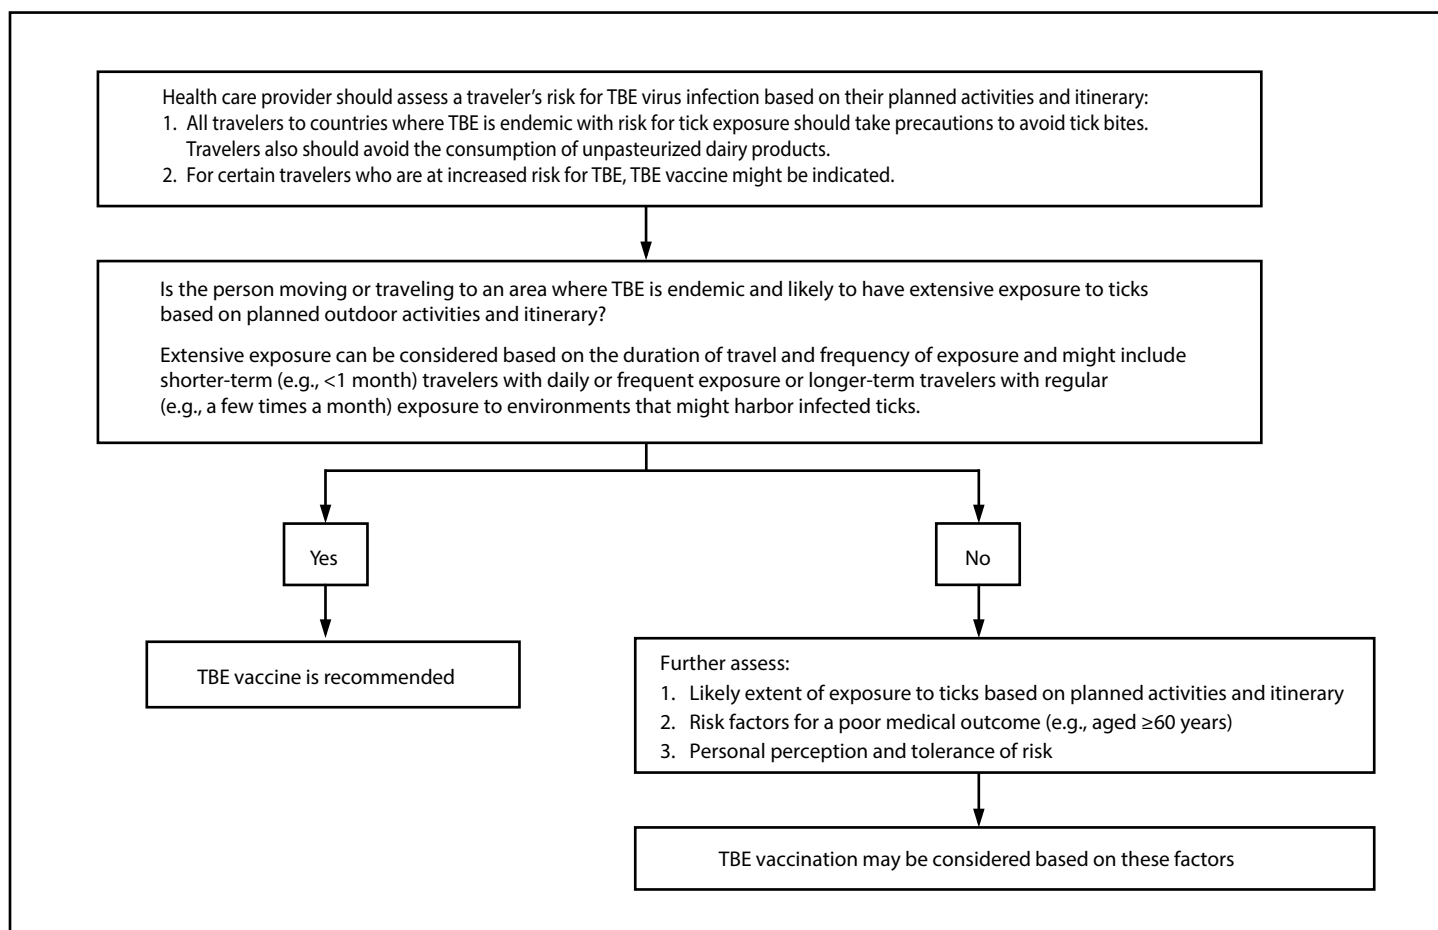 Health care provider should assess a traveler’s risk for TBE virus infection based on their planned activities and itinerary:
1. All travelers to countries where TBE is endemic with risk for tick exposure should take precautions to avoid tick bites.
Travelers also should avoid the consumption of unpasteurized dairy products.
2. For certain travelers who are at increased risk for TBE, TBE vaccine might be indicated.
Is the person moving or traveling to an area where TBE is endemic and likely to have extensive exposure to ticks
based on planned outdoor activities and itinerary?
Extensive exposure can be considered based on the duration of travel and frequency of exposure and might include
shorter-term (e.g., <1 month) travelers with daily or frequent exposure or longer-term travelers with regular
(e.g., a few times a month) exposure to environments that might harbor infected ticks.
Yes
No
TBE vaccine is recommended
Further assess:
1. Likely extent of exposure to ticks based on planned activities and itinerary
2. Risk factors for a poor medical outcome (e.g., aged ≥60 years)
3. Personal perception and tolerance of risk
TBE vaccination may be considered based on these factors